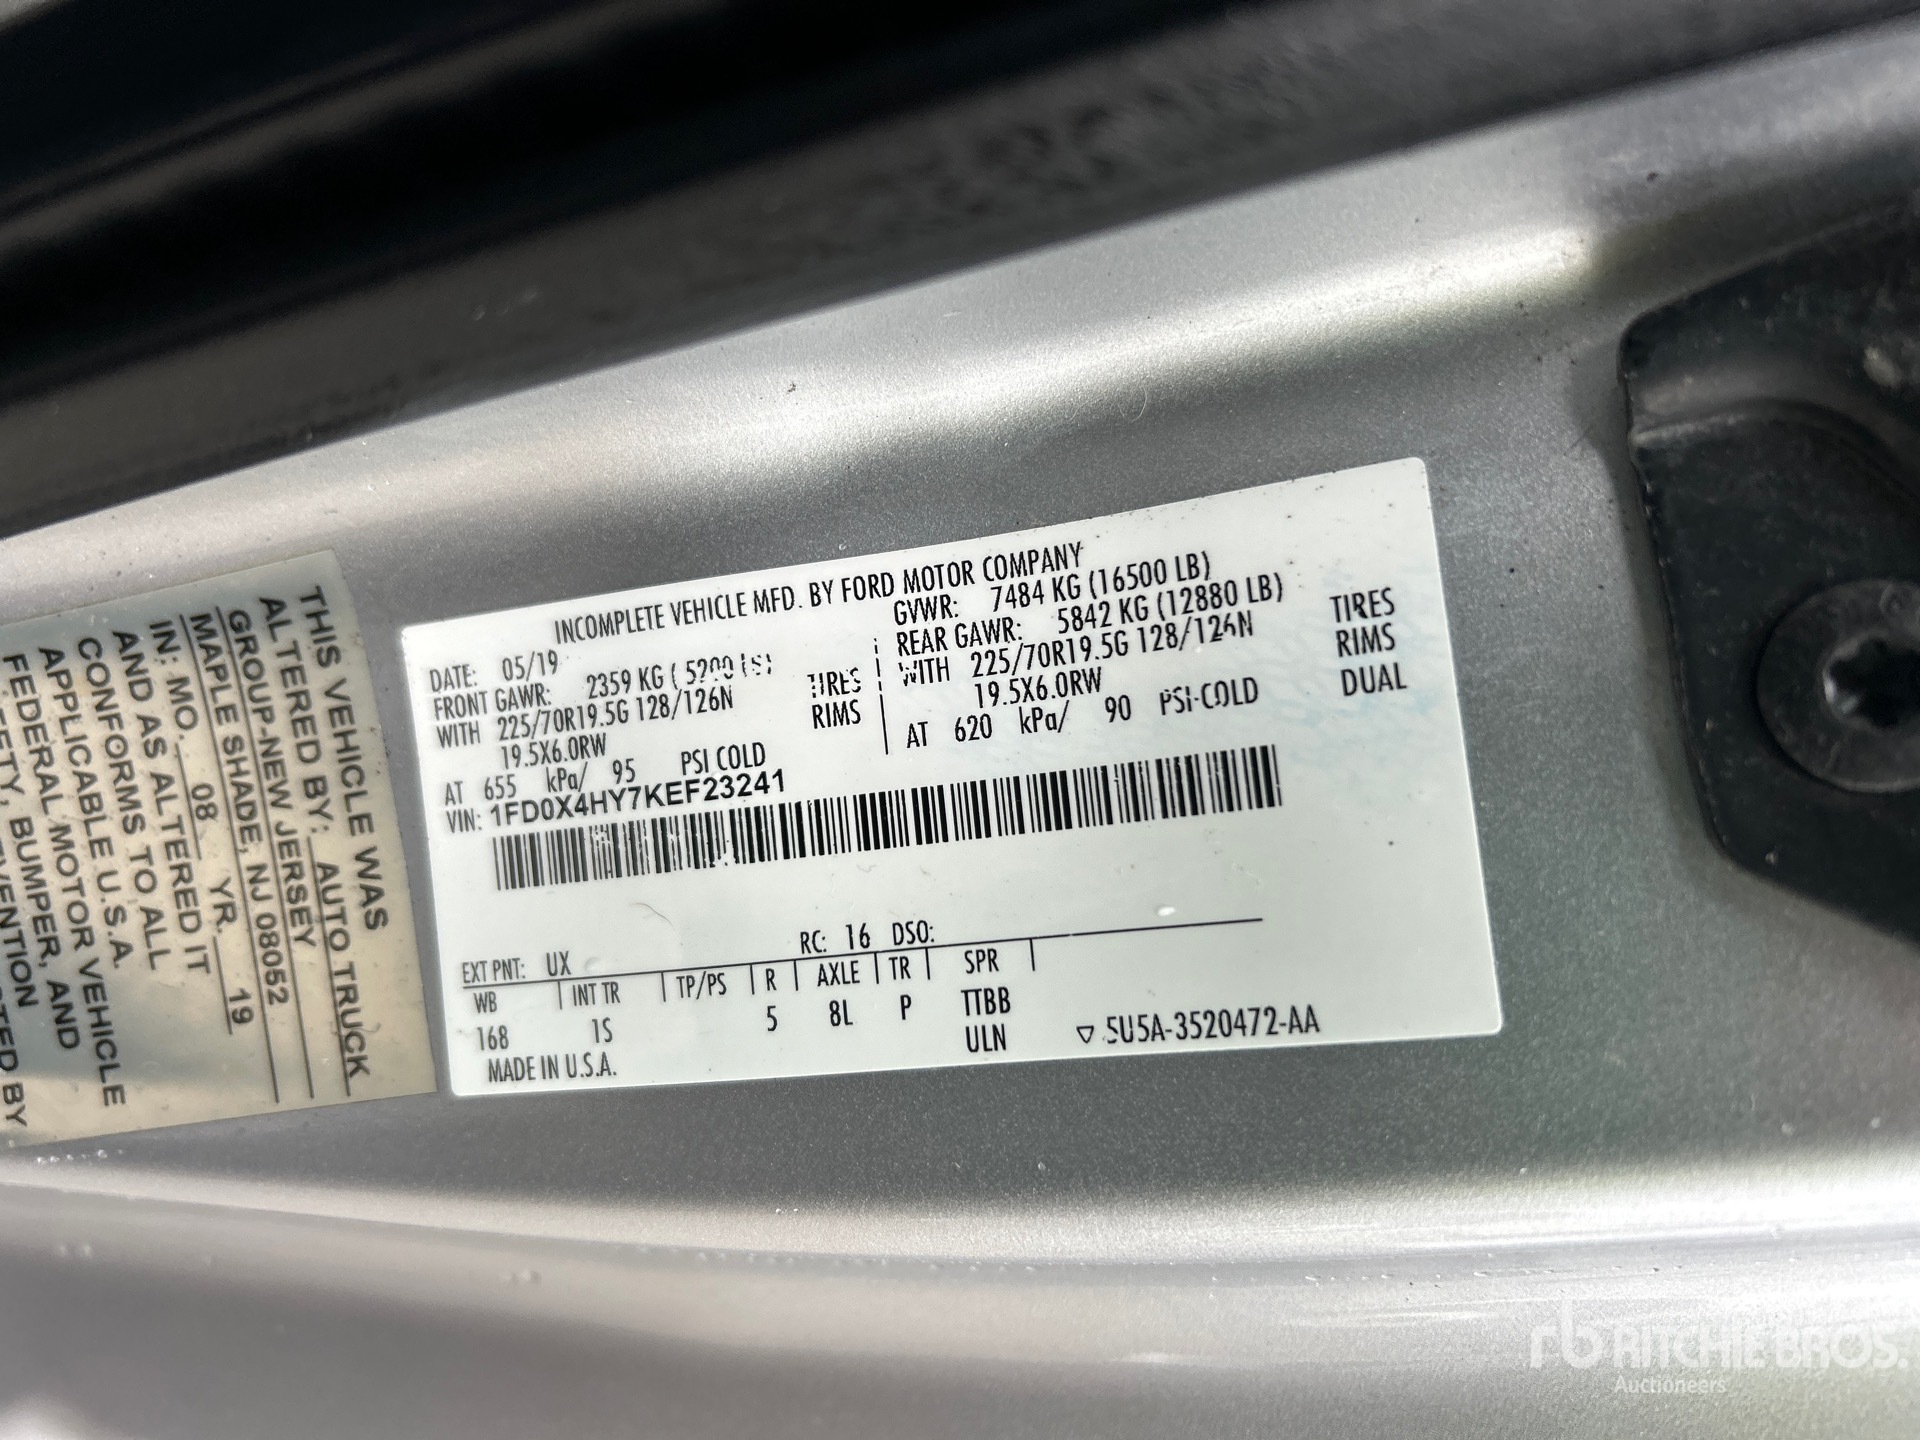 INCOMPLETE VEHICLE MFD. BY FORD MOTOR COMPANY
DATE: 05/19
GVWR: 7484 KG (16500 LB)
FRONT GAWR: 2359 KG
REAR GAWR: 5842 KG (12880 LB)
WITH 225/70R19.5G 128/126N TIRES
19.5X6.0RW RIMS
AT 655 kPa/ 95 PSI COLD
WITH 225/70R19.5G 128/126N TIRES
19.5X6.0RW RIMS
AT 620 kPa/ 90 PSI-COLD DUAL
VIN: 1FD0X4HY7KEF23241
EXT PNT: UX RC: 16 DSO:
WB INT TR TP/PS R AXLE TR SPR
168 1S 5 8L P TTBB
ULN
MADE IN U.S.A. 5U5A-3520472-AA
THIS VEHICLE WAS
ALTERED BY: AUTO TRUCK
GROUP-NEW JERSEY
MAPLE SHADE, NJ 08052
IN: MO. 08 YR. 19
AND AS ALTERED IT
CONFORMS TO ALL
APPLICABLE U.S.A.
FEDERAL MOTOR VEHICLE
BUMPER, AND
BY
RITCHIE BROS.
Auctioneers